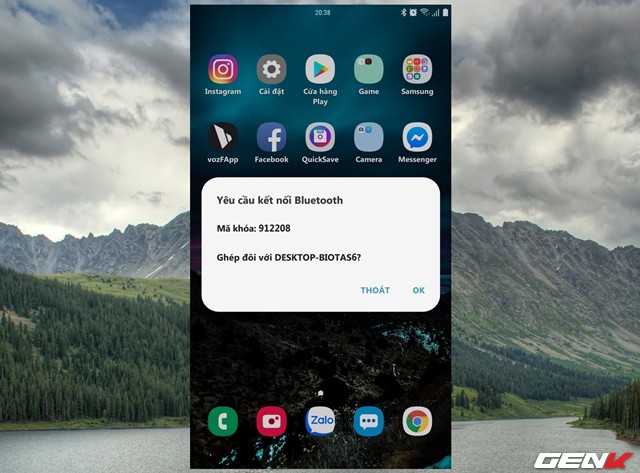 20:38
Instagram
Cài đặt
Cửa hàng
Play
Game
Samsung
vozFApp
Facebook
QuickSave
Camera
Messenger
Yêu cầu kết nối Bluetooth
Mã khóa: 912208
Ghép đôi với DESKTOP-BIOTAS6?
THOÁT
OK
Zalo
GENK